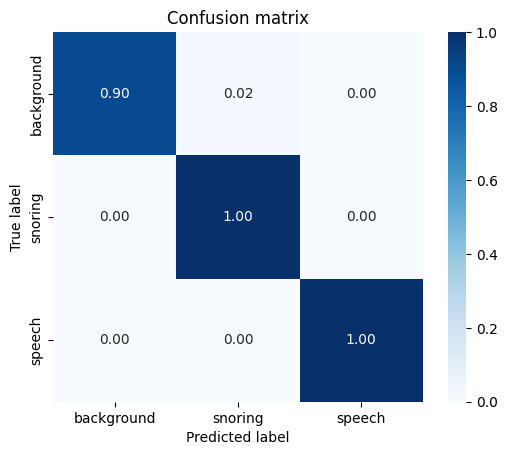 Confusion matrix
background 0.90 0.02 0.00
snoring 0.00 1.00 0.00
speech 0.00 0.00 1.00
True label
background snoring speech
Predicted label
1.0
0.8
0.6
0.4
0.2
0.0